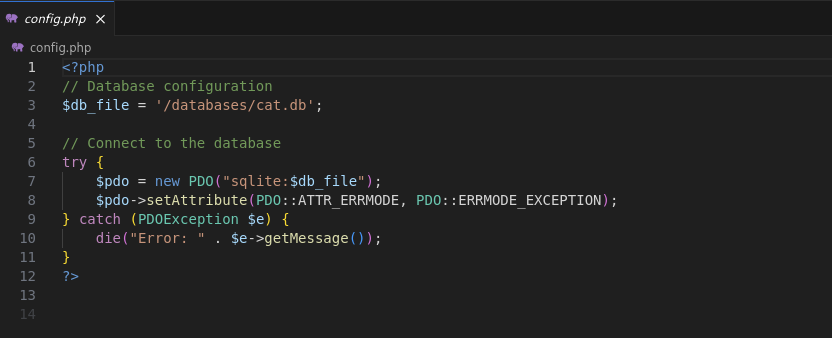 config.php ×
config.php
1 <?php
2 // Database configuration
3 $db_file = '/databases/cat.db';
4
5 // Connect to the database
6 try {
7     $pdo = new PDO("sqlite:$db_file");
8     $pdo->setAttribute(PDO::ATTR_ERRMODE, PDO::ERRMODE_EXCEPTION);
9 } catch (PDOException $e) {
10     die("Error: " . $e->getMessage());
11 }
12 ?>
13
14